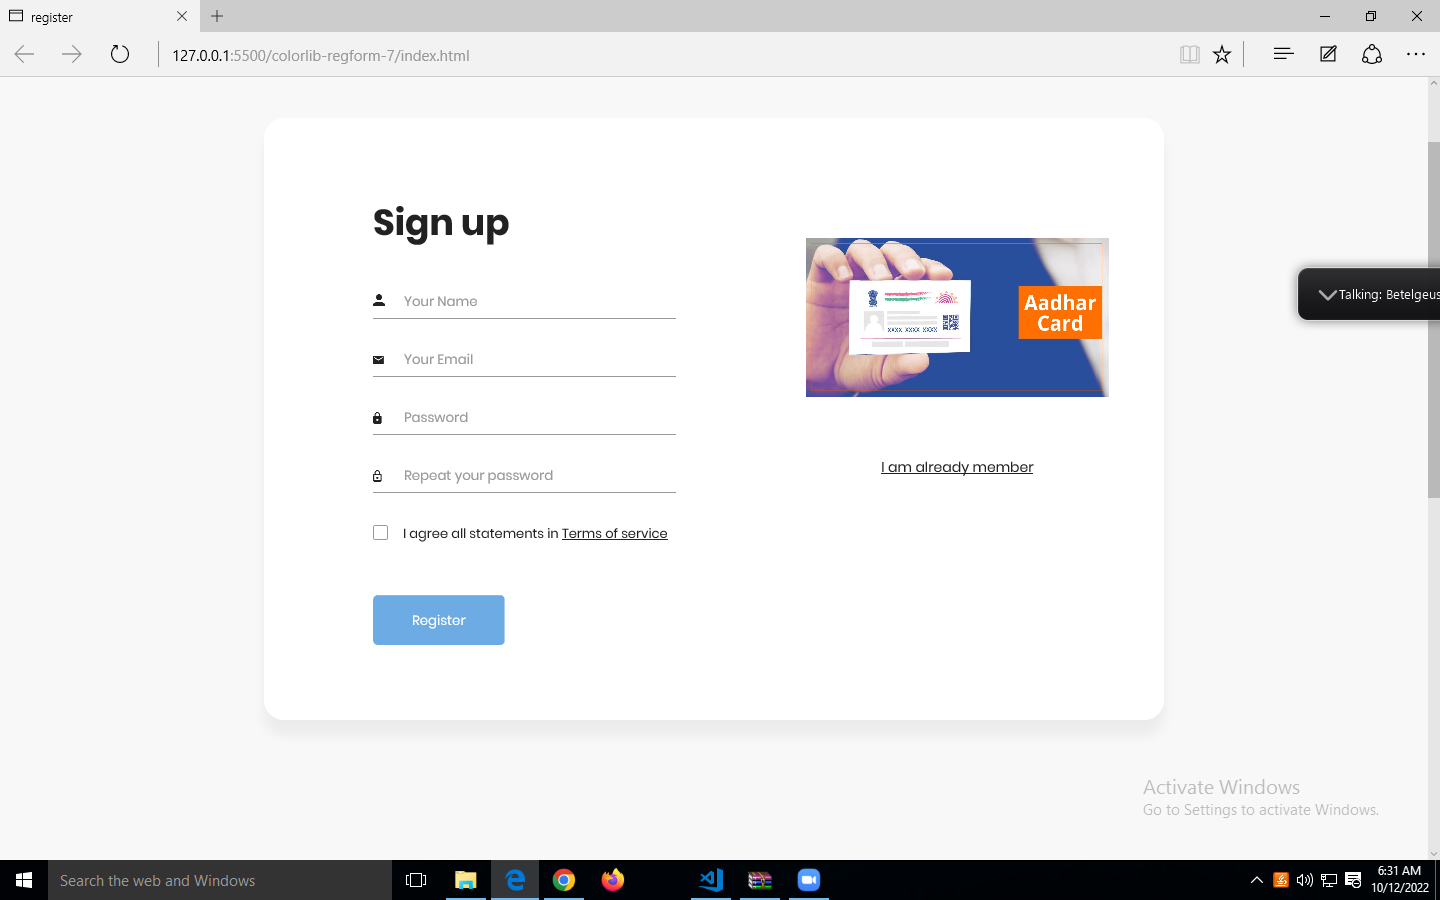 register
127.0.0.1:5500/colorlib-regform-7/index.html
Sign up
Your Name
Your Email
Password
Repeat your password
I agree all statements in Terms of service
Register
Aadhar
Card
XXXX XXXX XXXX
I am already member
Talking: Betelgeus
Activate Windows
Go to Settings to activate Windows.
Search the web and Windows
6:31 AM
10/12/2022